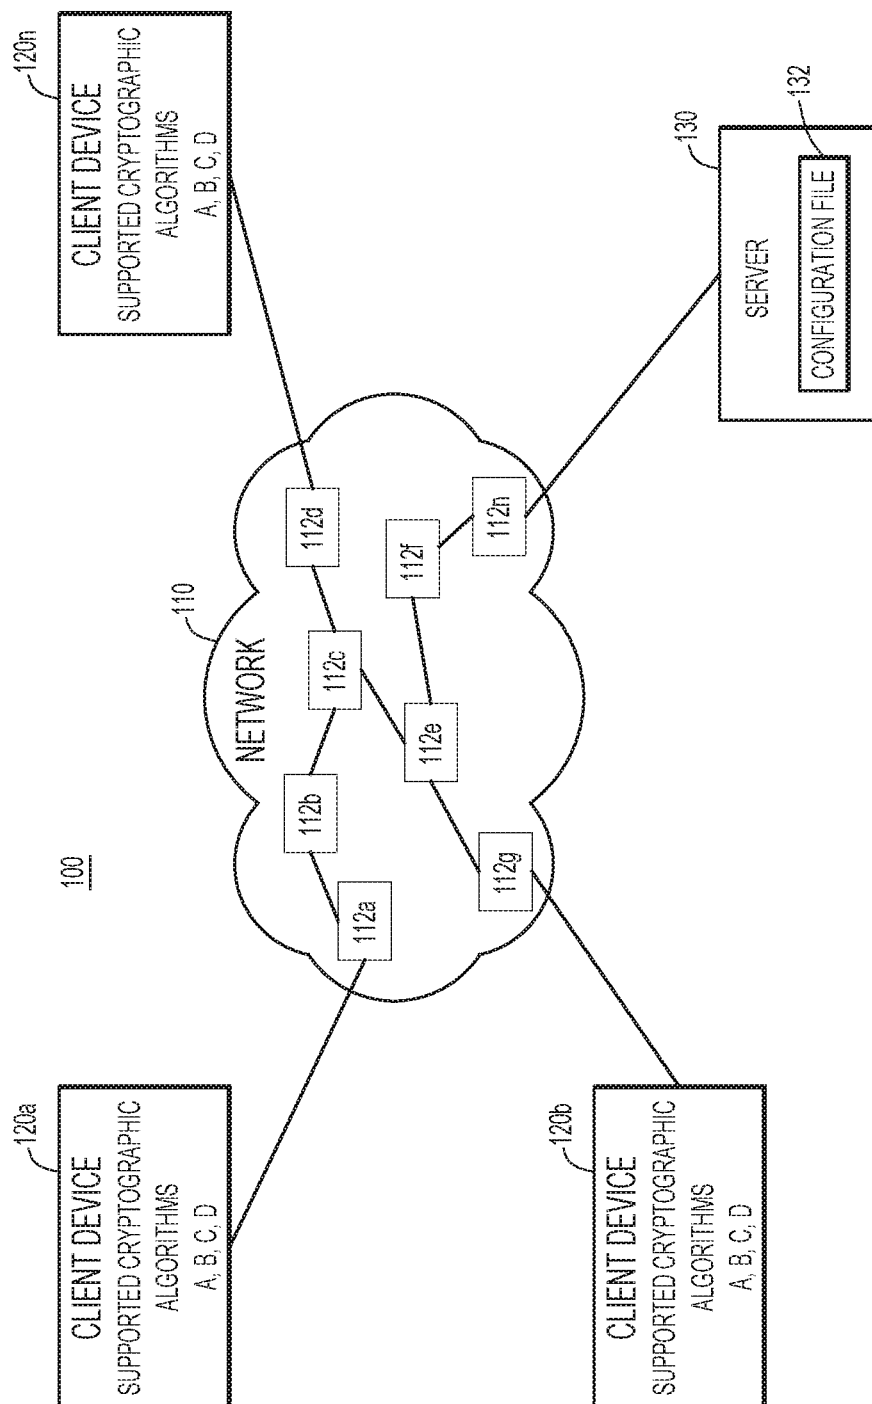 100
120a
CLIENT DEVICE
SUPPORTED CRYPTOGRAPHIC
ALGORITHMS
A, B, C, D
120n
CLIENT DEVICE
SUPPORTED CRYPTOGRAPHIC
ALGORITHMS
A, B, C, D
110
NETWORK
112a
112b
112c
112d
112e
112f
112g
112n
120b
CLIENT DEVICE
SUPPORTED CRYPTOGRAPHIC
ALGORITHMS
A, B, C, D
130
SERVER
132
CONFIGURATION FILE